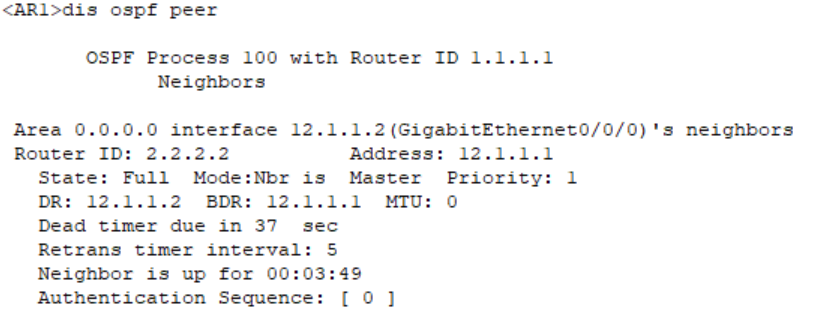 <AR1>dis ospf peer
OSPF Process 100 with Router ID 1.1.1.1
Neighbors
Area 0.0.0.0 interface 12.1.1.2(GigabitEthernet0/0/0)'s neighbors
Router ID: 2.2.2.2 Address: 12.1.1.1
State: Full Mode:Nbr is Master Priority: 1
DR: 12.1.1.2 BDR: 12.1.1.1 MTU: 0
Dead timer due in 37 sec
Retrans timer interval: 5
Neighbor is up for 00:03:49
Authentication Sequence: [ 0 ]